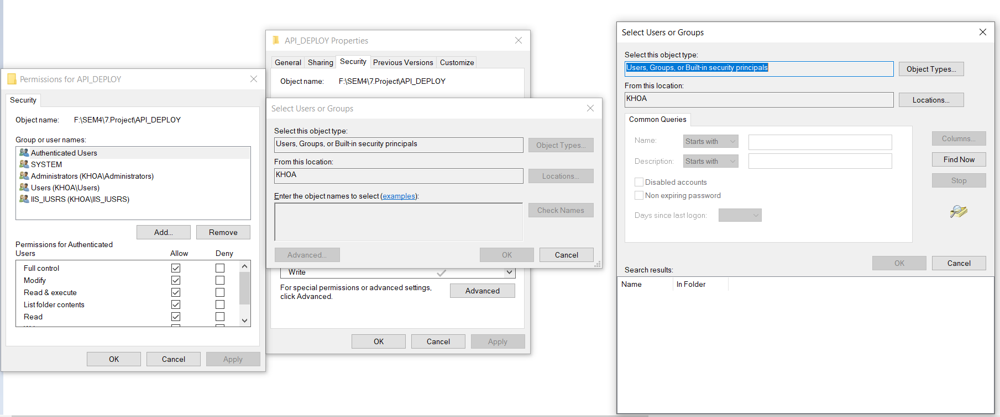 Permissions for API_DEPLOY
Security
Object name: F:\SEM4\7.Project\API_DEPLOY
Group or user names:
Authenticated Users
SYSTEM
Administrators (KHOA\Administrators)
Users (KHOA\Users)
IIS_IUSRS (KHOA\IIS_IUSRS)
Add... Remove
Permissions for Authenticated
Users Allow Deny
Full control
Modify
Read & execute
List folder contents
Read
OK Cancel Apply
API_DEPLOY Properties
General Sharing Security Previous Versions Customize
Object name: F:\SEM4\7.Project\API_DEPLOY
Select Users or Groups
Select this object type:
Users, Groups, or Built-in security principals Object Types...
From this location:
KHOA Locations...
Enter the object names to select (examples):
Check Names
Advanced... OK Cancel
Write
For special permissions or advanced settings,
click Advanced. Advanced
OK Cancel Apply
Select Users or Groups
Select this object type:
Users, Groups, or Built-in security principals Object Types...
From this location:
KHOA Locations...
Common Queries
Name: Starts with Columns...
Description: Starts with Find Now
Disabled accounts Stop
Non expiring password
Days since last logon:
OK Cancel
Search results:
Name In Folder